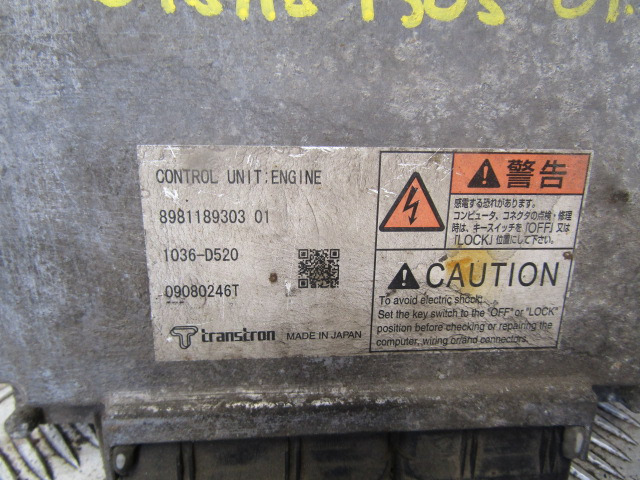 CONTROL UNIT:ENGINE
8981189303 01
1036-D520
09080246T
transtron MADE IN JAPAN
警告
感電する恐れがあります。
コンピュータ、コネクタの点検・修理
時は、キースイッチを「OFF」又は
「LOCK」位置にして下さい。
CAUTION
To avoid electric shock:
Set the key switch to the "OFF" or "LOCK"
position before checking or repairing the
computer, wiring or/and connectors.